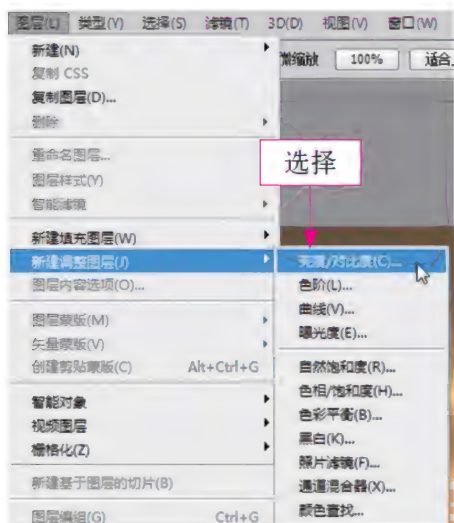 图层(L) 类型(Y) 选择(S) 滤镜(T) 3D(D) 视图(V) 窗口(W)
新建(N)
复制 CSS
缩放 100% 适合
复制图层(D)...
删除
重命名图层...
图层样式(Y)
智能滤镜
选择
新建填充图层(W)
新建调整图层(J)
亮度/对比度(C)...
图层内容选项(O)...
色阶(L)...
曲线(V)...
图层蒙版(M)
曝光度(E)...
矢量蒙版(V)
创建剪贴蒙版(C) Alt+Ctrl+G
自然饱和度(R)...
色相/饱和度(H)...
智能对象
色彩平衡(B)...
视频图层
黑白(K)...
栅格化(Z)
照片滤镜(F)...
新建基于图层的切片(B)
通道混合器(X)...
图层编组(G) Ctrl+G
颜色查找...